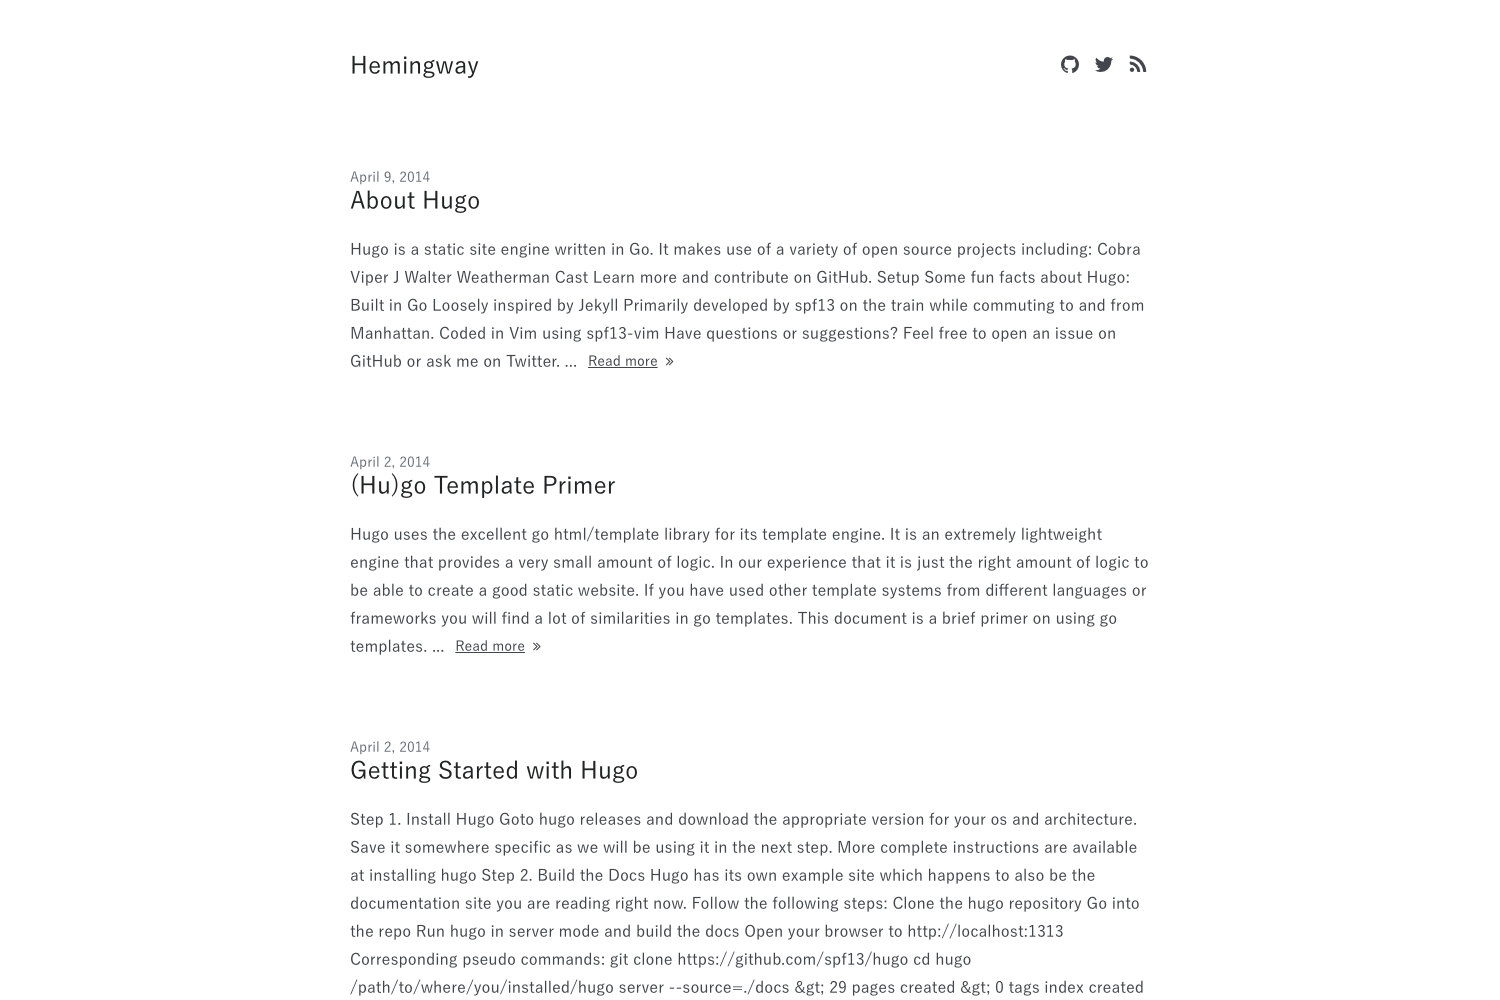 Hemingway
April 9, 2014
About Hugo
Hugo is a static site engine written in Go. It makes use of a variety of open source projects including: Cobra
Viper J Walter Weatherman Cast Learn more and contribute on GitHub. Setup Some fun facts about Hugo:
Built in Go Loosely inspired by Jekyll Primarily developed by spf13 on the train while commuting to and from
Manhattan. Coded in Vim using spf13-vim Have questions or suggestions? Feel free to open an issue on
GitHub or ask me on Twitter. ... Read more »
April 2, 2014
(Hu)go Template Primer
Hugo uses the excellent go html/template library for its template engine. It is an extremely lightweight
engine that provides a very small amount of logic. In our experience that it is just the right amount of logic to
be able to create a good static website. If you have used other template systems from different languages or
frameworks you will find a lot of similarities in go templates. This document is a brief primer on using go
templates. ... Read more »
April 2, 2014
Getting Started with Hugo
Step 1. Install Hugo Goto hugo releases and download the appropriate version for your os and architecture.
Save it somewhere specific as we will be using it in the next step. More complete instructions are available
at installing hugo Step 2. Build the Docs Hugo has its own example site which happens to also be the
documentation site you are reading right now. Follow the following steps: Clone the hugo repository Go into
the repo Run hugo in server mode and build the docs Open your browser to http://localhost:1313
Corresponding pseudo commands: git clone https://github.com/spf13/hugo cd hugo
/path/to/where/you/installed/hugo server --source=./docs &gt; 29 pages created &gt; 0 tags index created